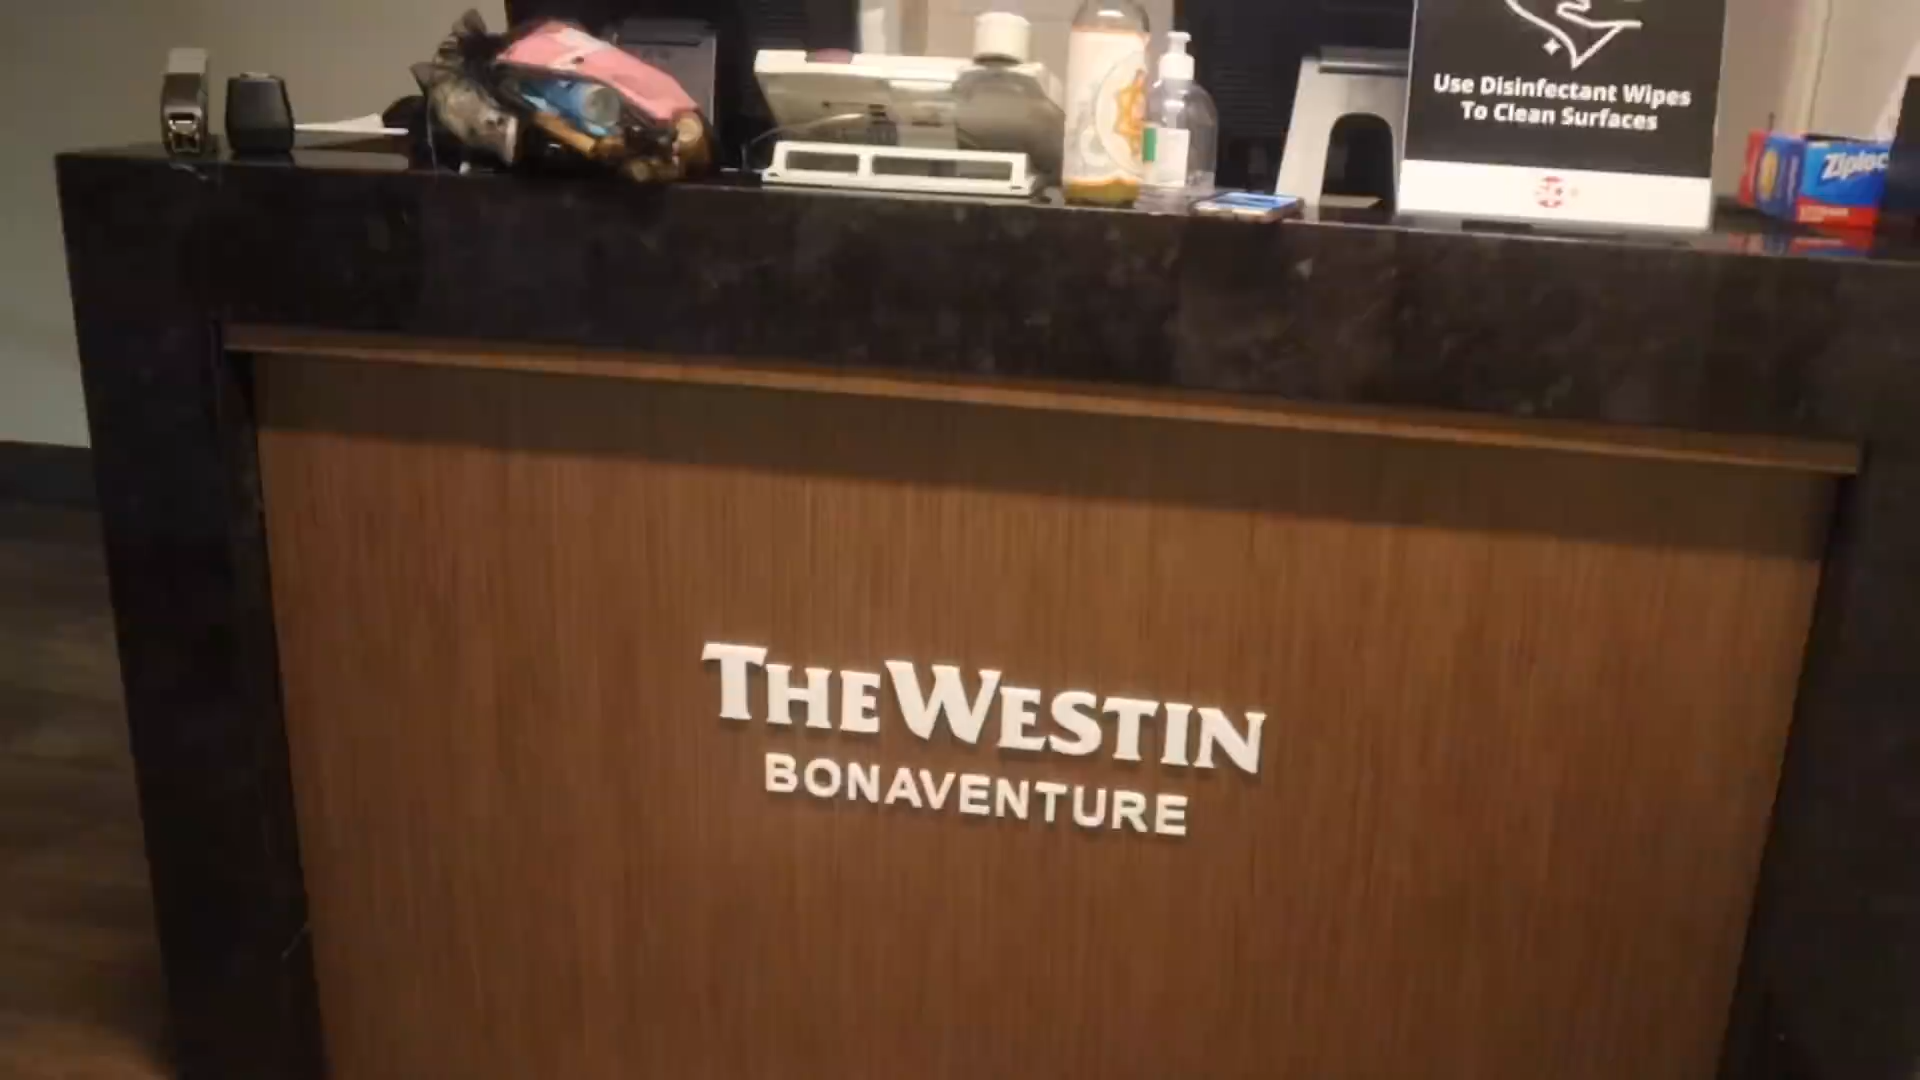 Use Disinfectant Wipes
To Clean Surfaces
Ziploc
THE WESTIN
BONAVENTURE